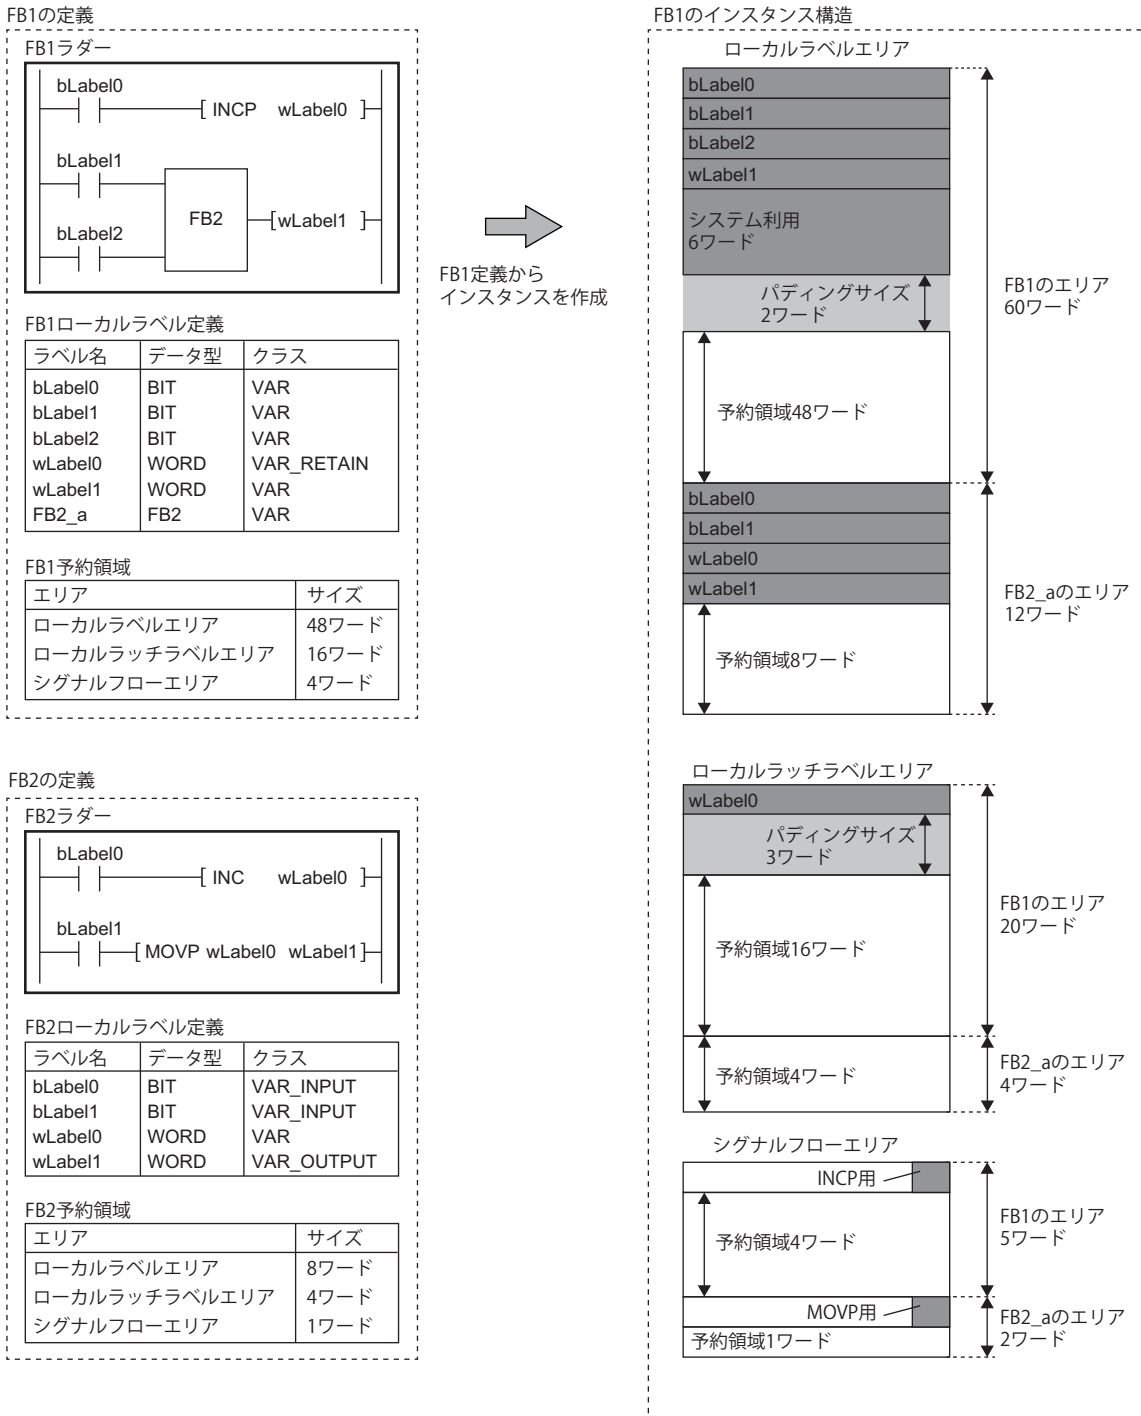 FB1の定義
FB1ラダー
bLabel0
INCP wLabel0
bLabel1
FB2
wLabel1
bLabel2
FB1ローカルラベル定義
ラベル名 データ型 クラス
bLabel0 BIT VAR
bLabel1 BIT VAR
bLabel2 BIT VAR
wLabel0 WORD VAR_RETAIN
wLabel1 WORD VAR
FB2_a FB2 VAR
FB1予約領域
エリア サイズ
ローカルラベルエリア 48ワード
ローカルラッチラベルエリア 16ワード
シグナルフローエリア 4ワード
FB2の定義
FB2ラダー
bLabel0
INC wLabel0
bLabel1
MOVP wLabel0 wLabel1
FB2ローカルラベル定義
ラベル名 データ型 クラス
bLabel0 BIT VAR_INPUT
bLabel1 BIT VAR_INPUT
wLabel0 WORD VAR
wLabel1 WORD VAR_OUTPUT
FB2予約領域
エリア サイズ
ローカルラベルエリア 8ワード
ローカルラッチラベルエリア 4ワード
シグナルフローエリア 1ワード
FB1定義から
インスタンスを作成
FB1のインスタンス構造
ローカルラベルエリア
bLabel0
bLabel1
bLabel2
wLabel1
システム利用
6ワード
パディングサイズ
2ワード
予約領域48ワード
FB1のエリア
60ワード
bLabel0
bLabel1
wLabel0
wLabel1
予約領域8ワード
FB2_aのエリア
12ワード
ローカルラッチラベルエリア
wLabel0
パディングサイズ
3ワード
予約領域16ワード
FB1のエリア
20ワード
予約領域4ワード
FB2_aのエリア
4ワード
シグナルフローエリア
INCP用
予約領域4ワード
FB1のエリア
5ワード
MOVP用
予約領域1ワード
FB2_aのエリア
2ワード